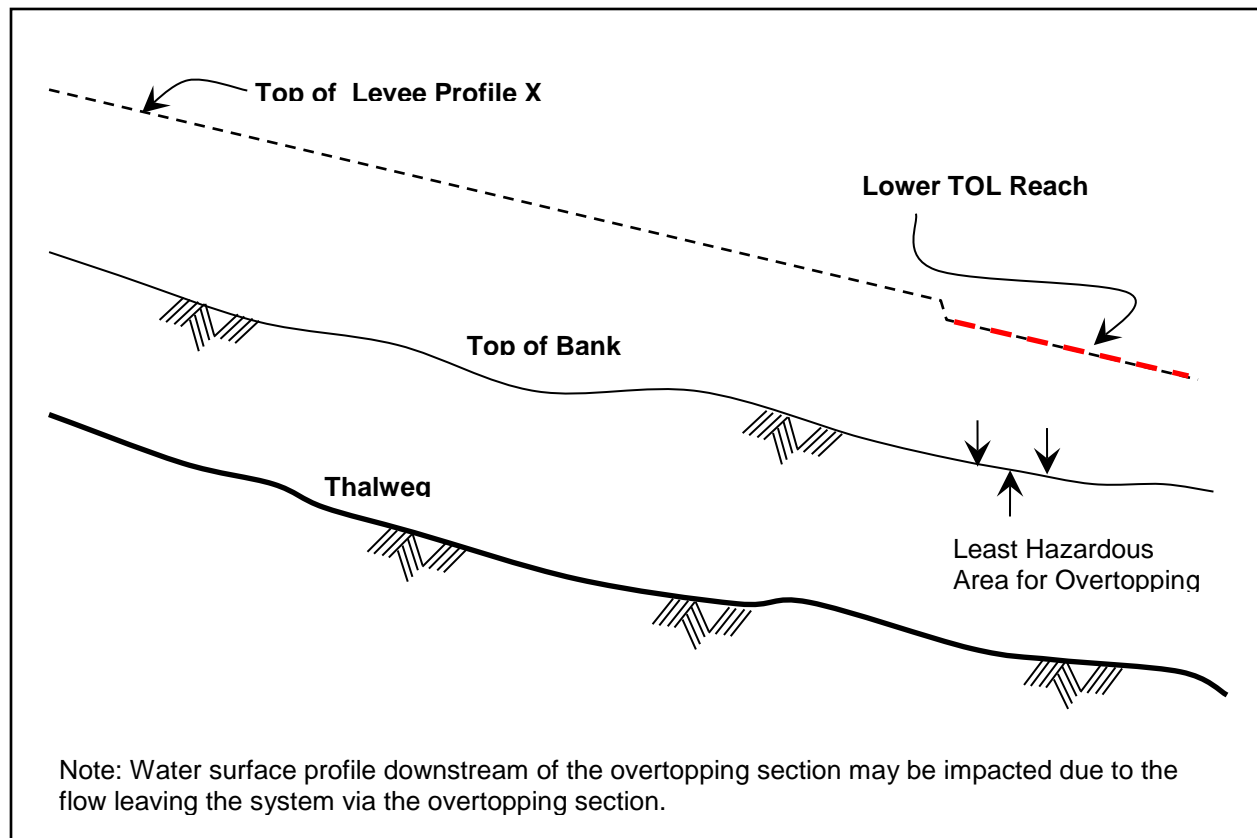 Top of Levee Profile X
Lower TOL Reach
Top of Bank
Thalweg
Least Hazardous
Area for Overtopping
Note: Water surface profile downstream of the overtopping section may be impacted due to the
flow leaving the system via the overtopping section.